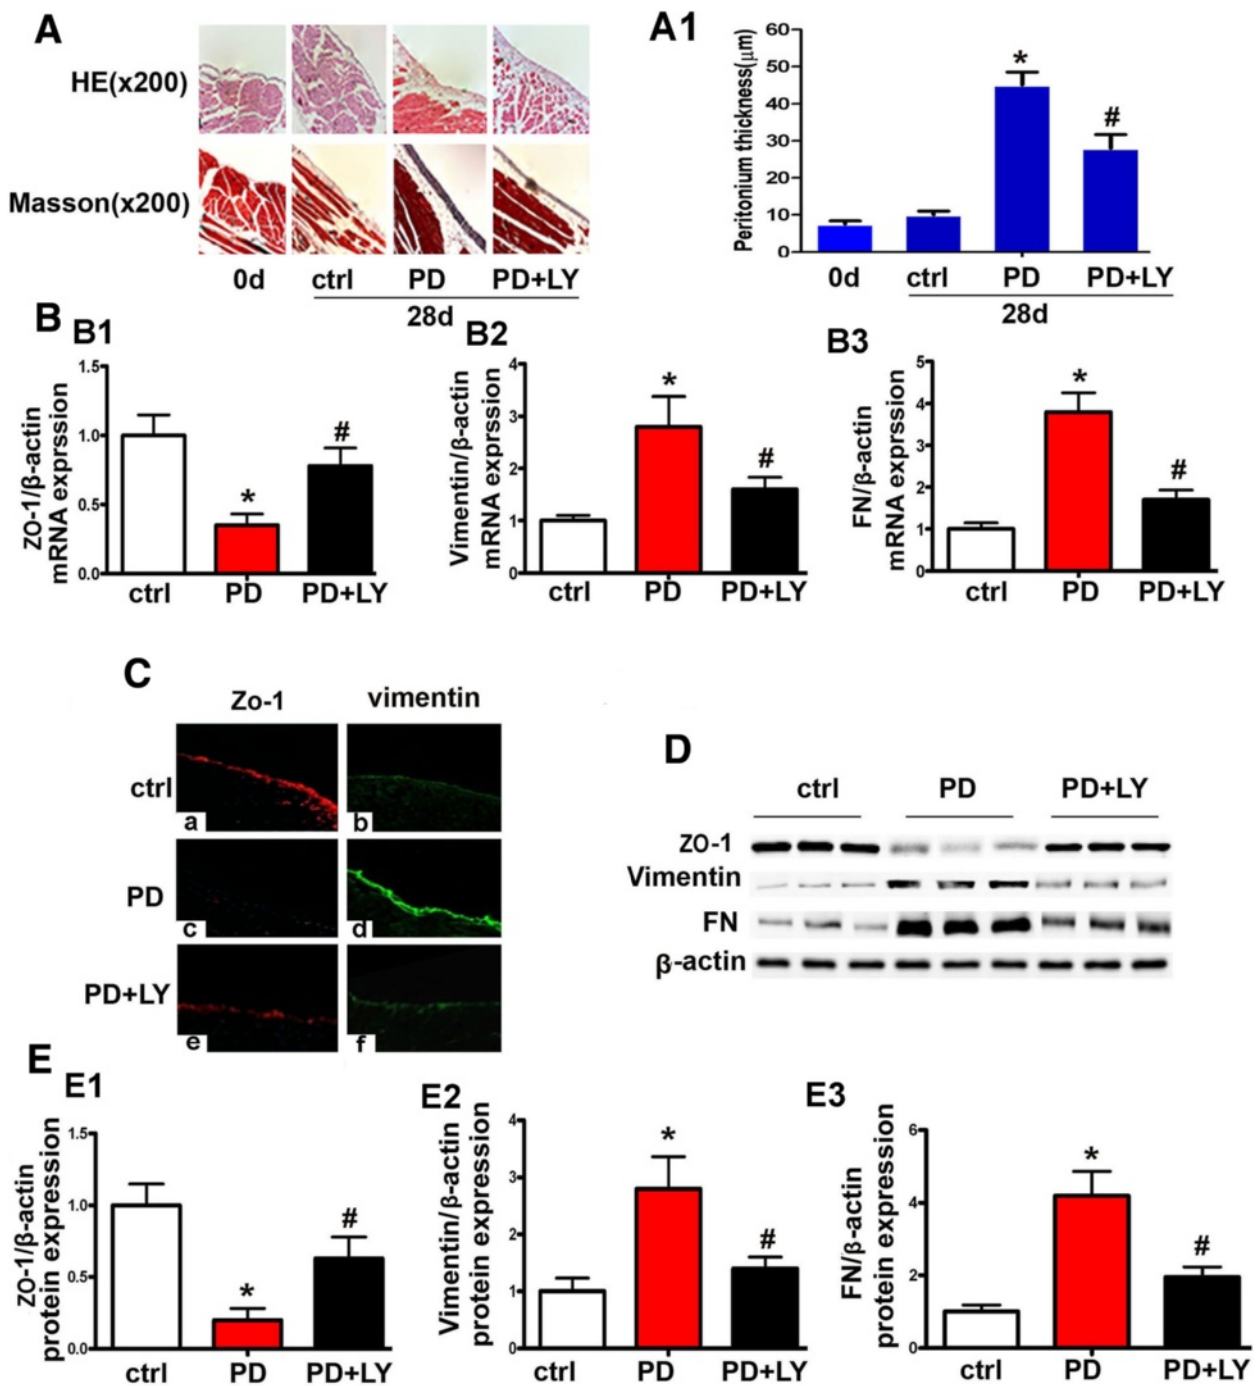 A
HE(x200)
Masson(x200)
0d ctrl PD PD+LY
28d
A1
Peritonium thickness(μm)
60
50
40
30
20
10
0
0d ctrl PD PD+LY
28d
*
#
B
B1
ZO-1/β-actin
mRNA exprssion
1.5
1.0
0.5
0.0
*
#
ctrl PD PD+LY
B2
Vimentin/β-actin
mRNA exprssion
4
3
2
1
0
*
#
ctrl PD PD+LY
B3
FN/β-actin
mRNA exprssion
5
4
3
2
1
0
*
#
ctrl PD PD+LY
C
Zo-1 vimentin
ctrl
a b
PD
c d
PD+LY
e f
D
ctrl PD PD+LY
ZO-1
Vimentin
FN
β-actin
E
E1
ZO-1/β-actin
protein expression
1.5
1.0
0.5
0.0
*
#
ctrl PD PD+LY
E2
Vimentin/β-actin
protein expression
4
3
2
1
0
*
#
ctrl PD PD+LY
E3
FN/β-actin
protein expression
6
4
2
0
*
#
ctrl PD PD+LY